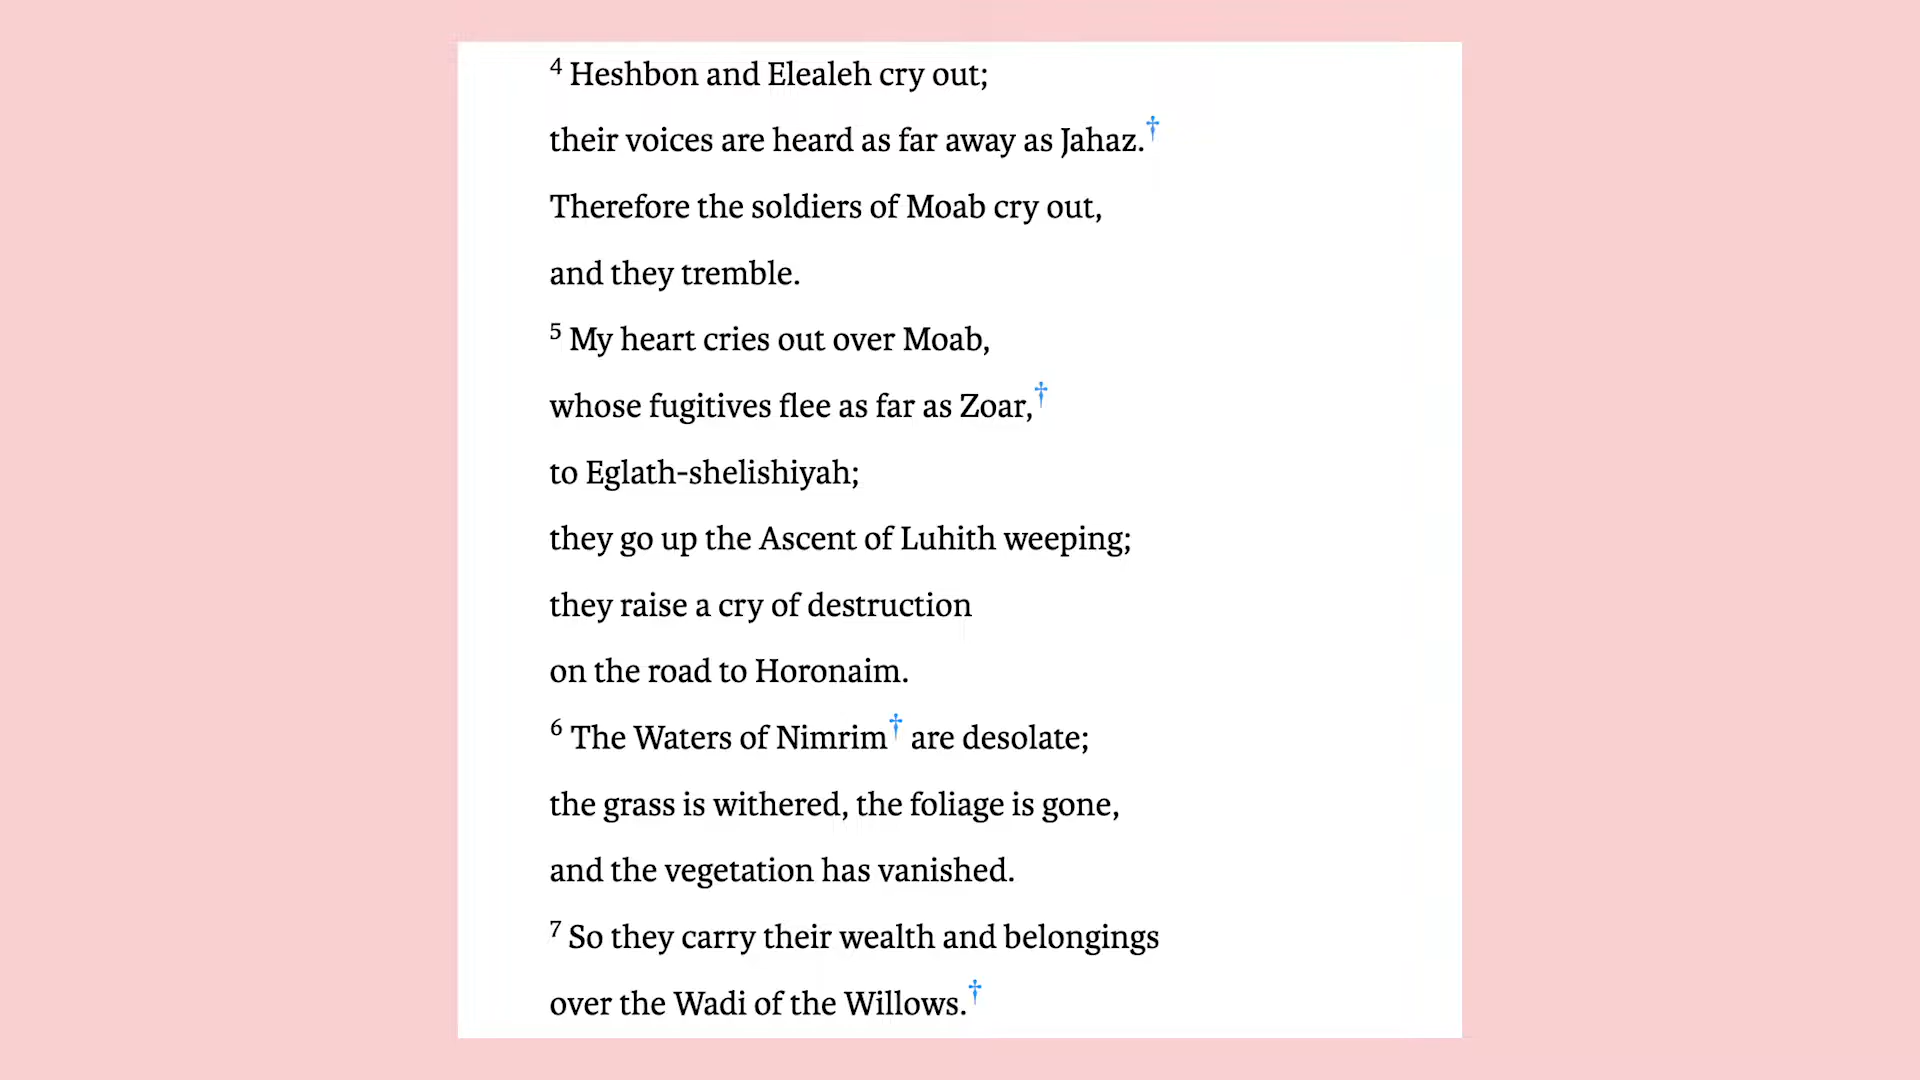 4 Heshbon and Elealeh cry out;
their voices are heard as far away as Jahaz.†
Therefore the soldiers of Moab cry out,
and they tremble.
5 My heart cries out over Moab,
whose fugitives flee as far as Zoar,†
to Eglath-shelishiyah;
they go up the Ascent of Luhith weeping;
they raise a cry of destruction
on the road to Horonaim.
6 The Waters of Nimrim† are desolate;
the grass is withered, the foliage is gone,
and the vegetation has vanished.
7 So they carry their wealth and belongings
over the Wadi of the Willows.†